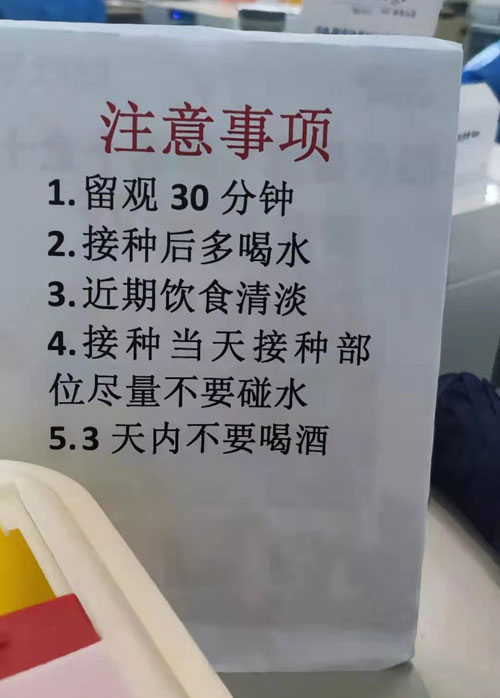 注意事项
1.留观 30 分钟
2.接种后多喝水
3.近期饮食清淡
4.接种当天接种部
位尽量不要碰水
5.3 天内不要喝酒